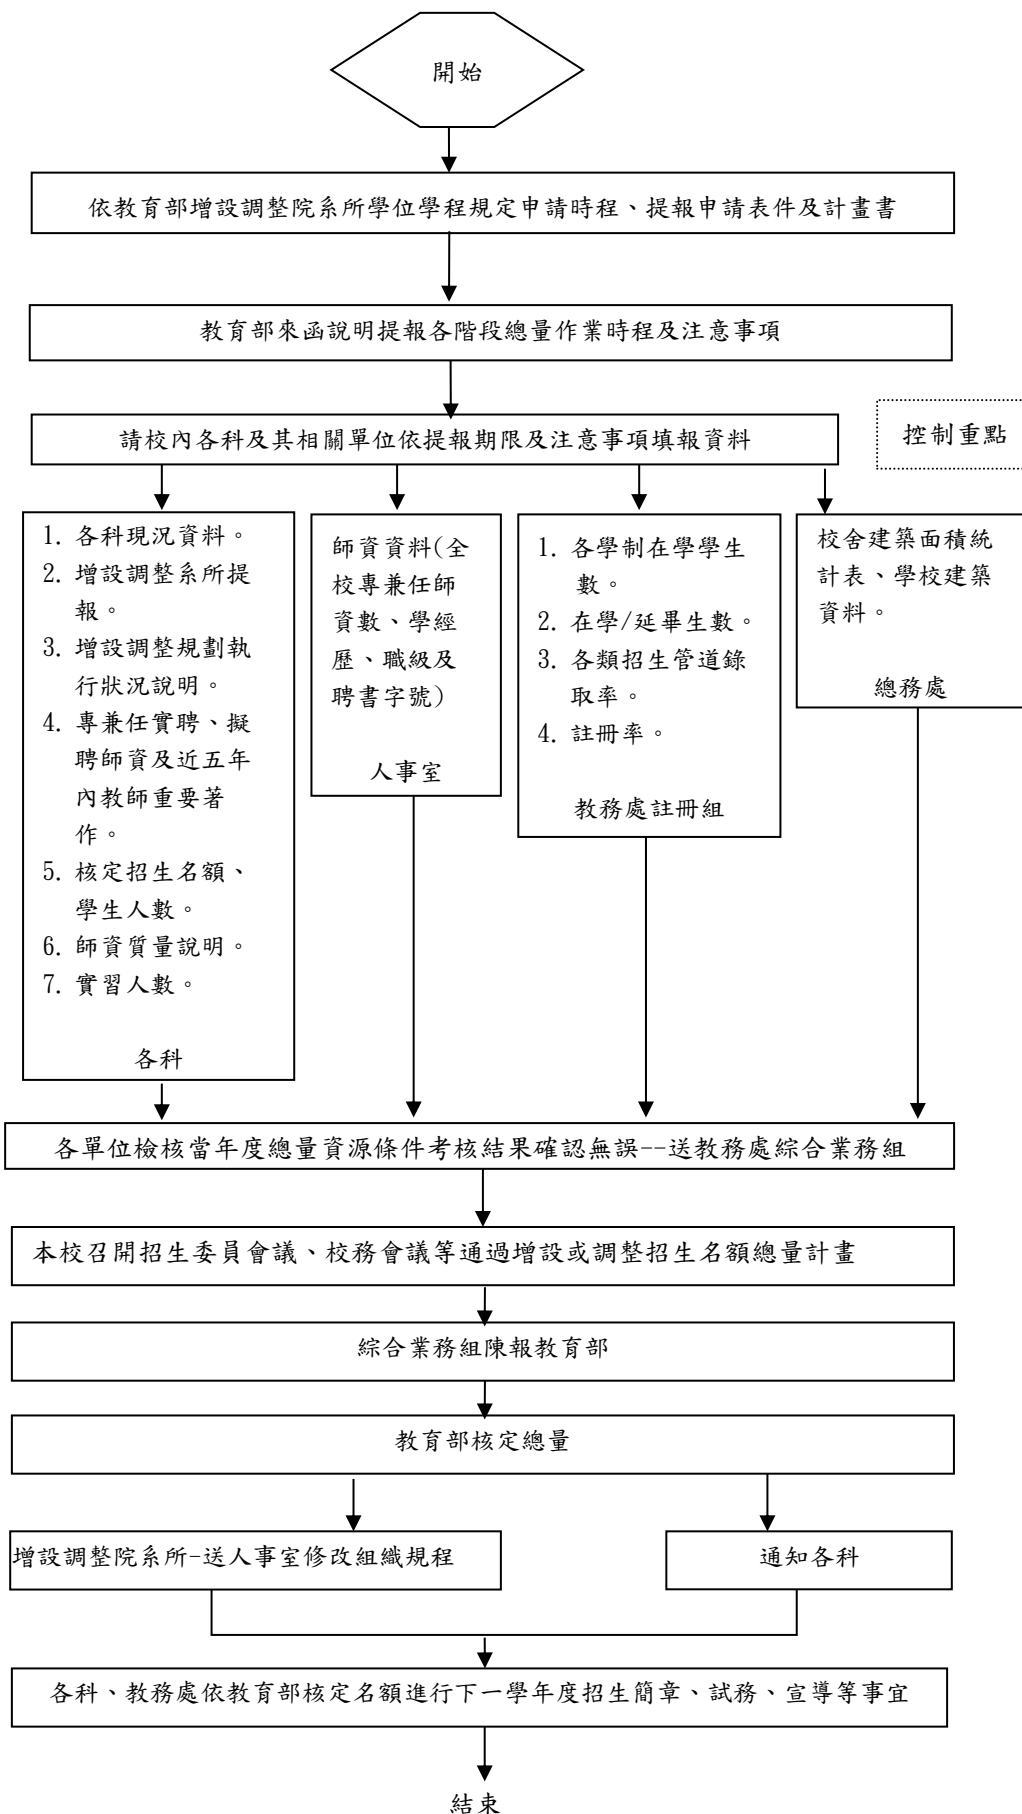 開始
依教育部增設調整院系所學位學程規定申請時程、提報申請表件及計畫書
教育部來函說明提報各階段總量作業時程及注意事項
請校內各科及其相關單位依提報期限及注意事項填報資料
控制重點
1. 各科現況資料。
2. 增設調整系所提
報。
3. 增設調整規劃執
行狀況說明。
4. 專兼任實聘、擬
聘師資及近五年
內教師重要著
作。
5. 核定招生名額、
學生人數。
6. 師資質量說明。
7. 實習人數。
各科
師資資料(全
校專兼任師
資數、學經
歷、職級及
聘書字號)
人事室
1. 各學制在學學生
數。
2. 在學/延畢生數。
3. 各類招生管道錄
取率。
4. 註冊率。
教務處註冊組
校舍建築面積統
計表、學校建築
資料。
總務處
各單位檢核當年度總量資源條件考核結果確認無誤--送教務處綜合業務組
本校召開招生委員會議、校務會議等通過增設或調整招生名額總量計畫
綜合業務組陳報教育部
教育部核定總量
增設調整院系所-送人事室修改組織規程
通知各科
各科、教務處依教育部核定名額進行下一學年度招生簡章、試務、宣導等事宜
結束